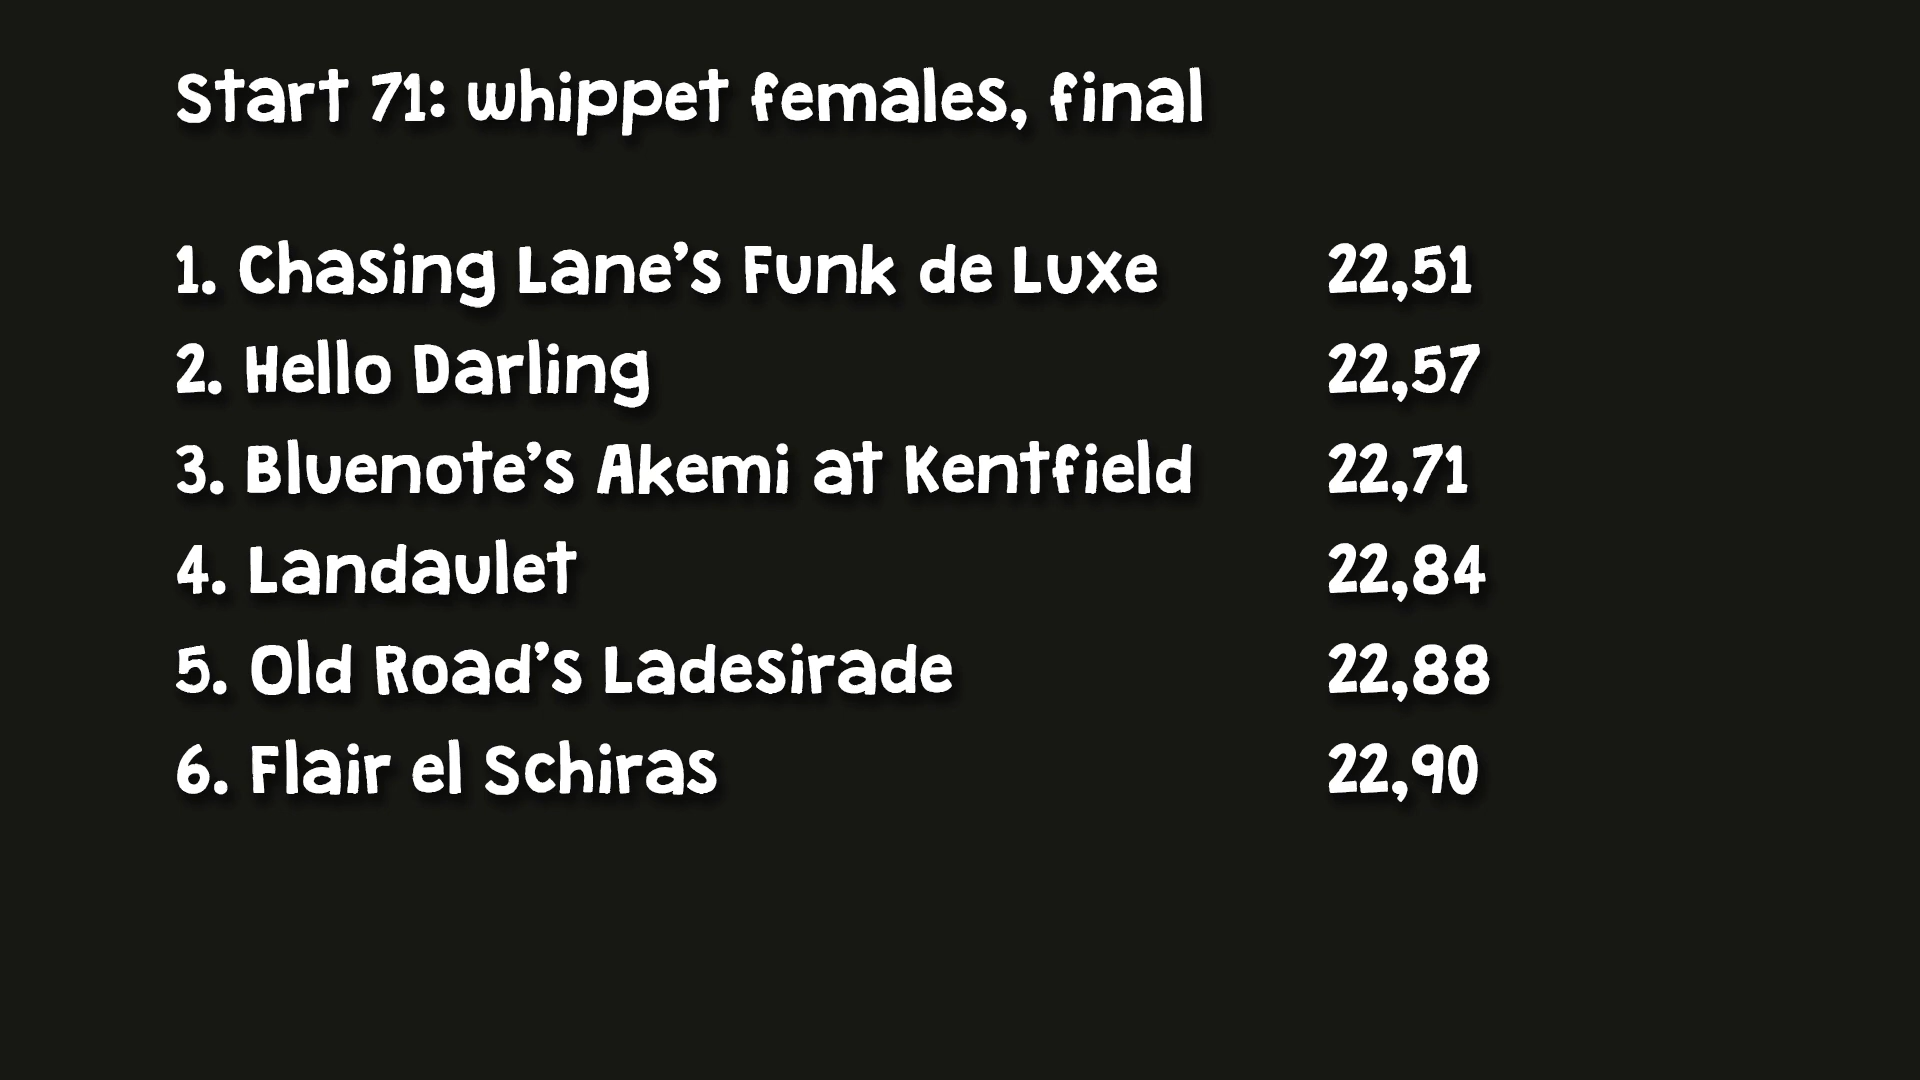 Start 71: whippet females, final
1. Chasing Lane's Funk de Luxe 22,51
2. Hello Darling 22,57
3. Bluenote's Akemi at Kentfield 22,71
4. Landaulet 22,84
5. Old Road's Ladesirade 22,88
6. Flair el Schiras 22,90